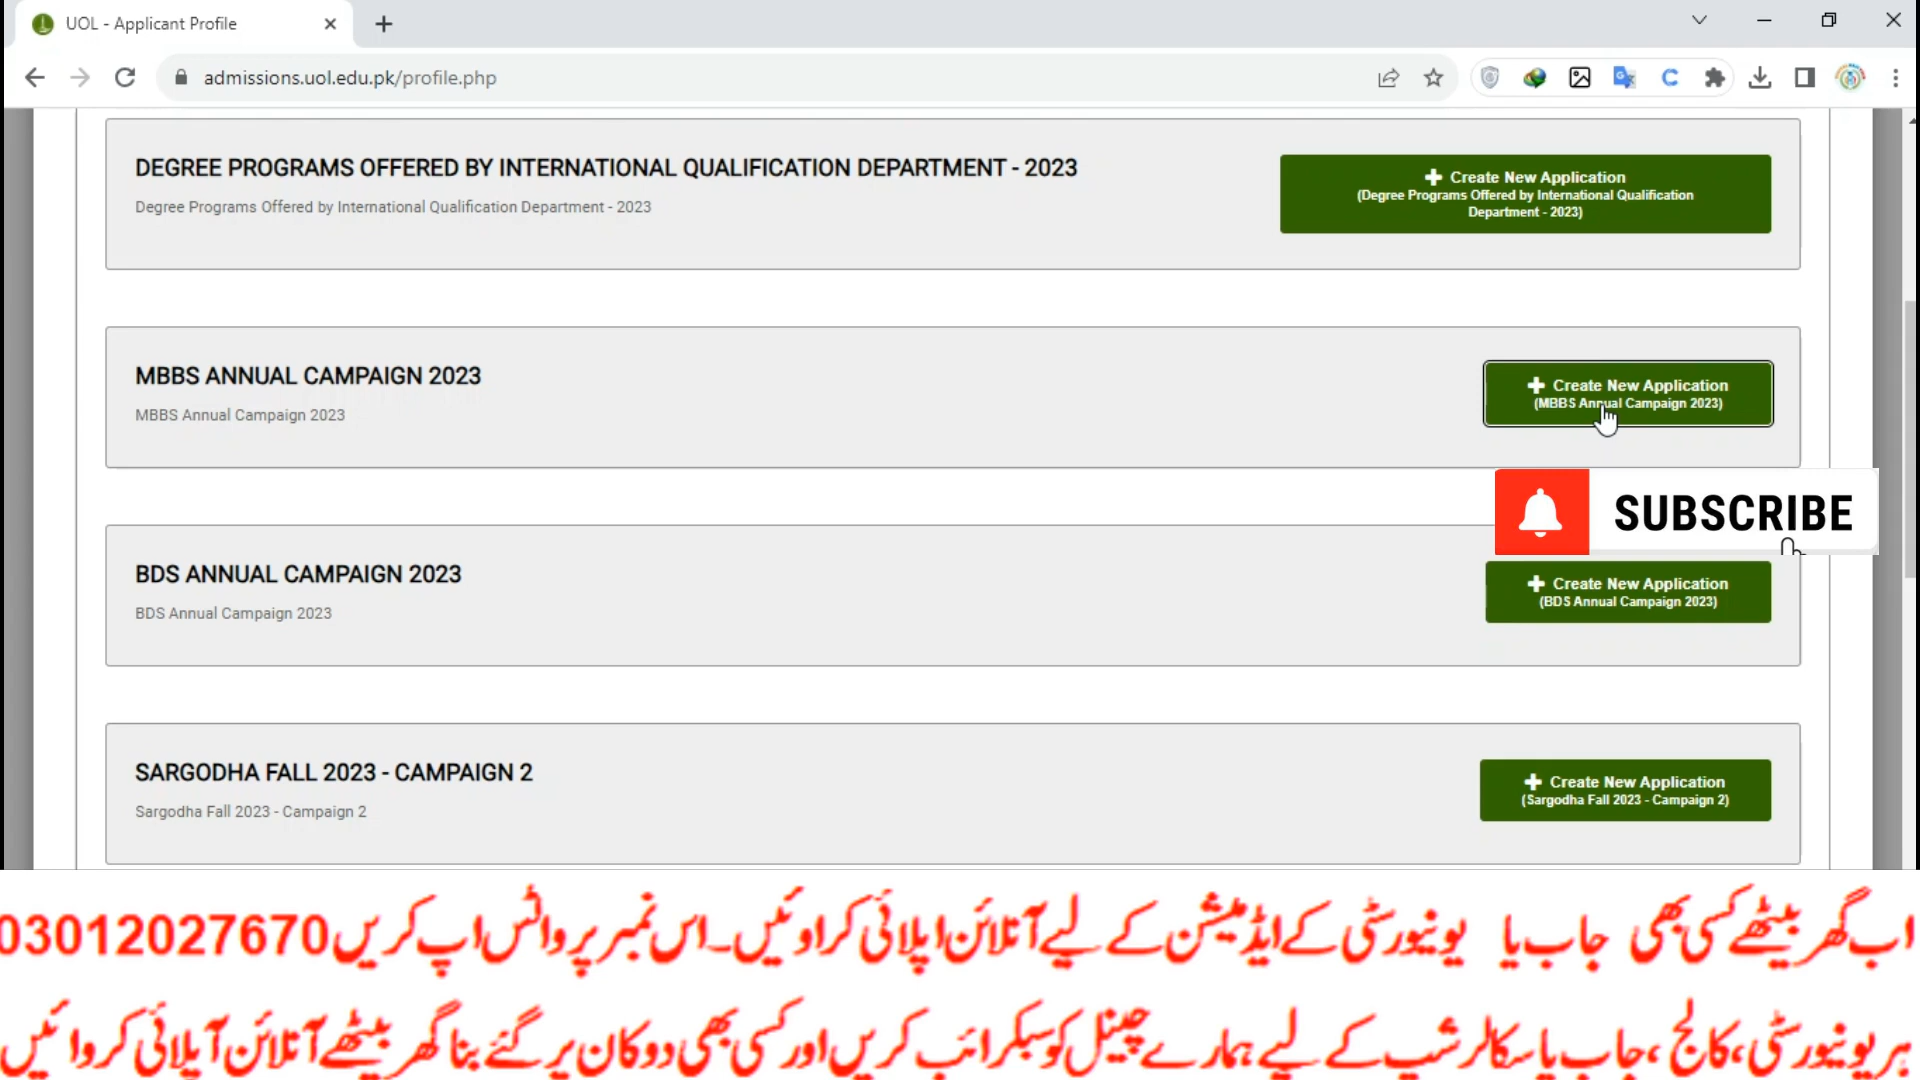 UOL - Applicant Profile
admissions.uol.edu.pk/profile.php
DEGREE PROGRAMS OFFERED BY INTERNATIONAL QUALIFICATION DEPARTMENT - 2023
Degree Programs Offered by International Qualification Department - 2023
Create New Application
(Degree Programs Offered by International Qualification
Department - 2023)
MBBS ANNUAL CAMPAIGN 2023
MBBS Annual Campaign 2023
Create New Application
(MBBS Annual Campaign 2023)
SUBSCRIBE
BDS ANNUAL CAMPAIGN 2023
BDS Annual Campaign 2023
Create New Application
(BDS Annual Campaign 2023)
SARGODHA FALL 2023 - CAMPAIGN 2
Sargodha Fall 2023 - Campaign 2
Create New Application
(Sargodha Fall 2023 - Campaign 2)
اب گھر بیٹھے کسی بھی جاب یا یونیورسٹی کے ایڈمیشن کے لیے آنلائن اپلائی کراوئیں۔اس نمبر پر واٹس اپ کریں 03012027670
ہر یونیورسٹی، کالج ،جاب یا سکالرشپ کے لیے ہمارے چینل کو سبکرائب کریں اور کسی بھی دوکان پر گئے بنا گھر بیٹھے آنلائن آپلائی کروائیں